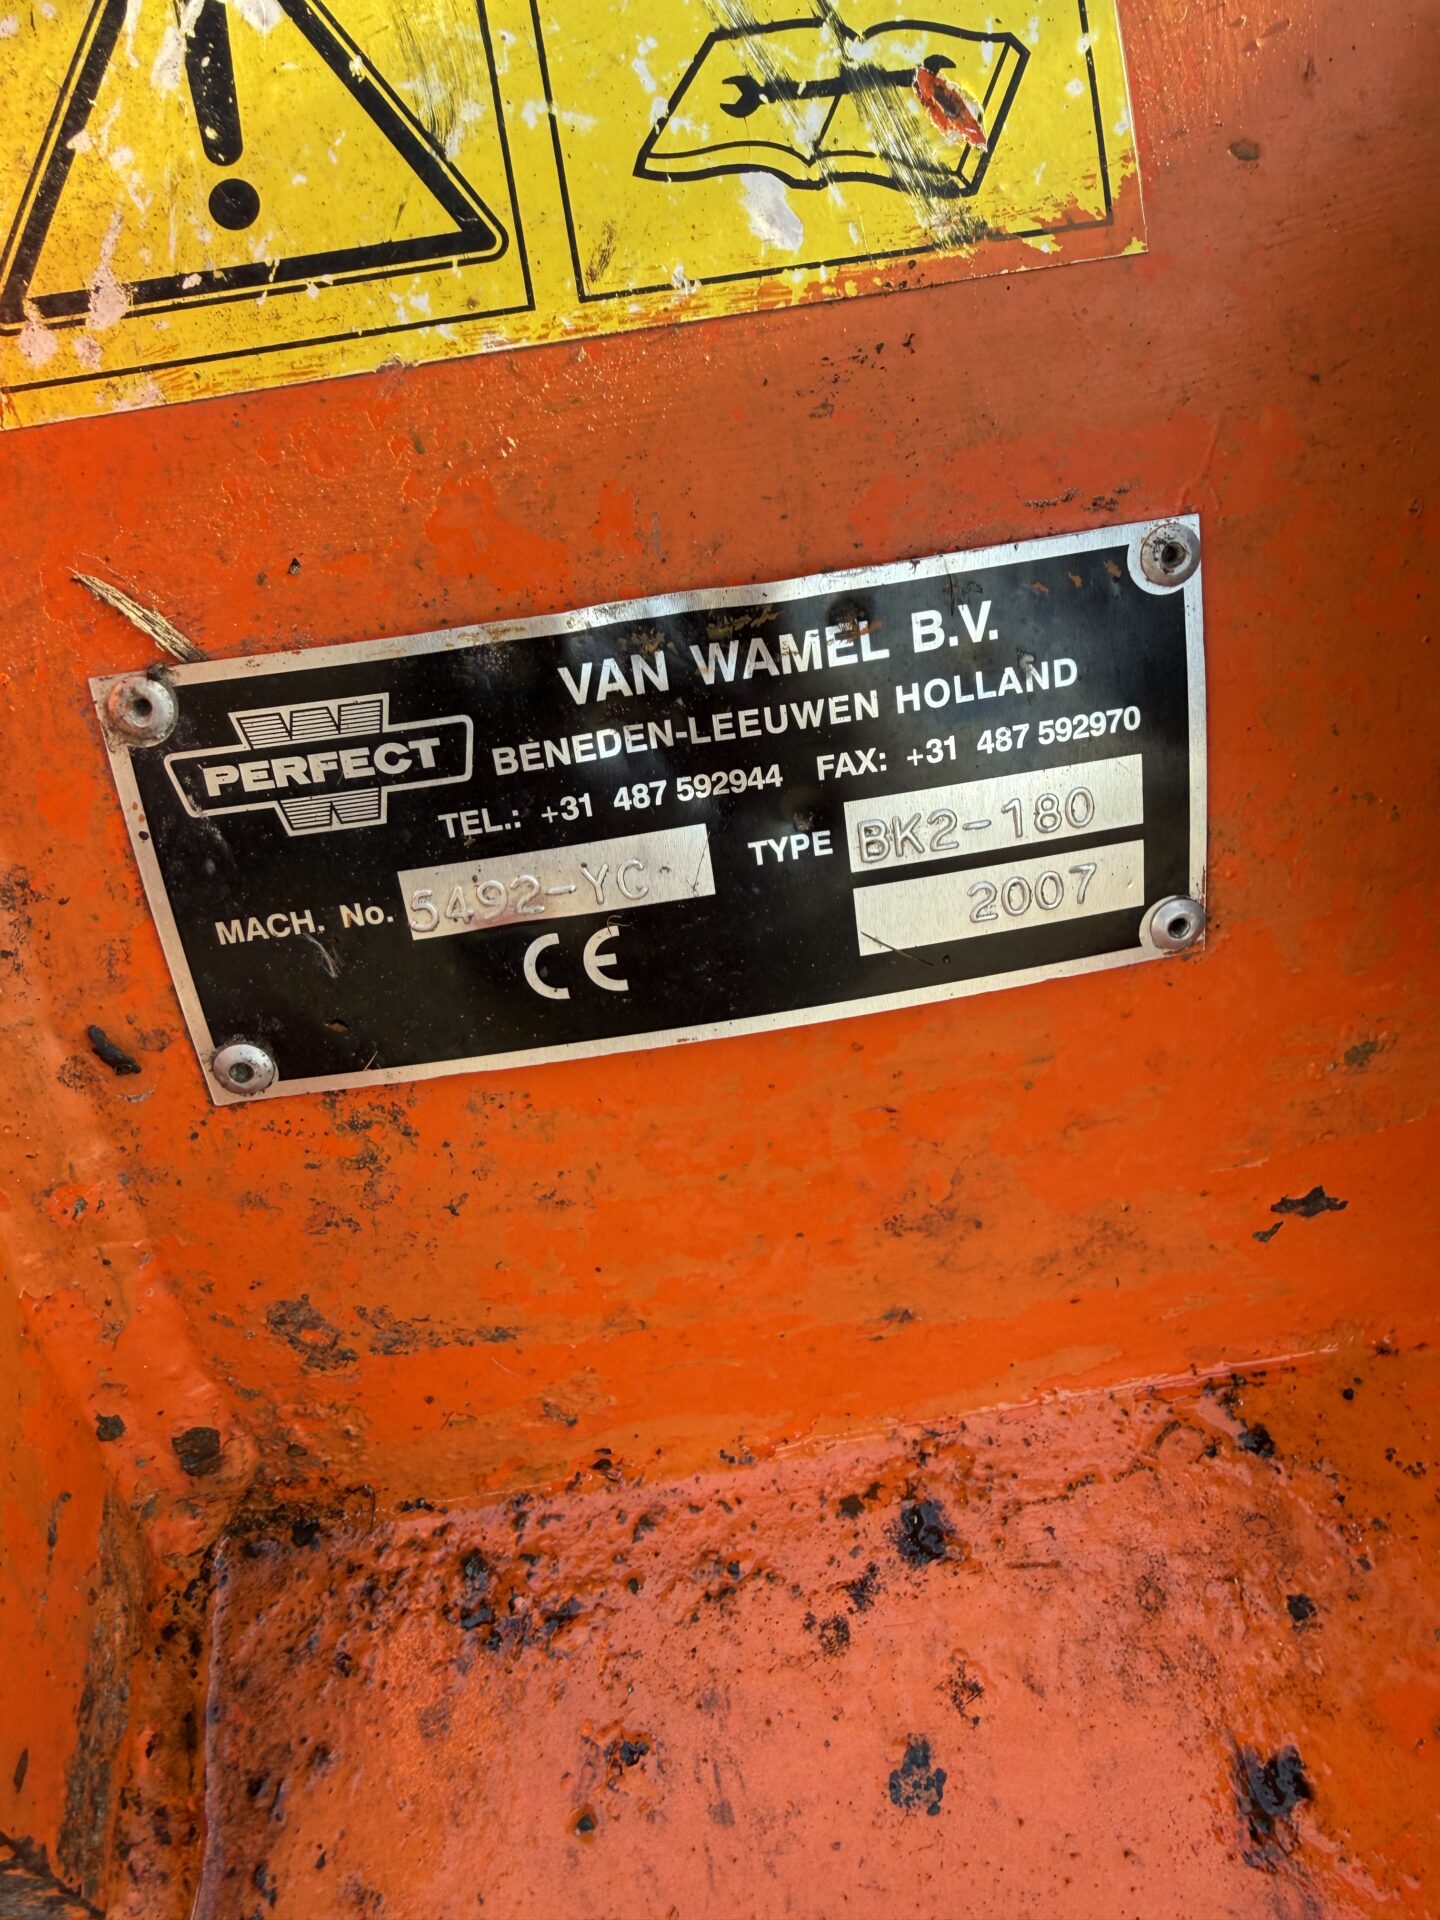 VAN WAMEL B.V.
PERFECT
BENEDEN-LEEUWEN HOLLAND
TEL.: +31 487 592944 FAX: +31 487 592970
MACH. No. 5492-YC TYPE BK2-180
2007
CE